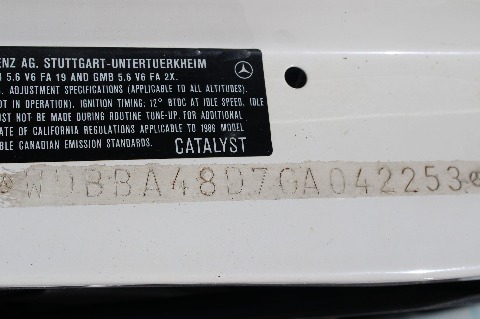 ENZ AG. STUTTGART-UNTERTUERKHEIM
5.6 V6 FA 19 AND GMB 5.6 V6 FA 2X.
ADJUSTMENT SPECIFICATIONS (APPLICABLE TO ALL ALTITUDES).
OT IN OPERATION), IGNITION TIMING: 12° BTDC AT IDLE SPEED, IDLE
UST NOT BE MADE DURING ROUTINE TUNE-UP. FOR ADDITIONAL
ATE OF CALIFORNIA REGULATIONS APPLICABLE TO 1986 MODEL
BLE CANADIAN EMISSION STANDARDS.
CATALYST
WDBBA48D7GA042253